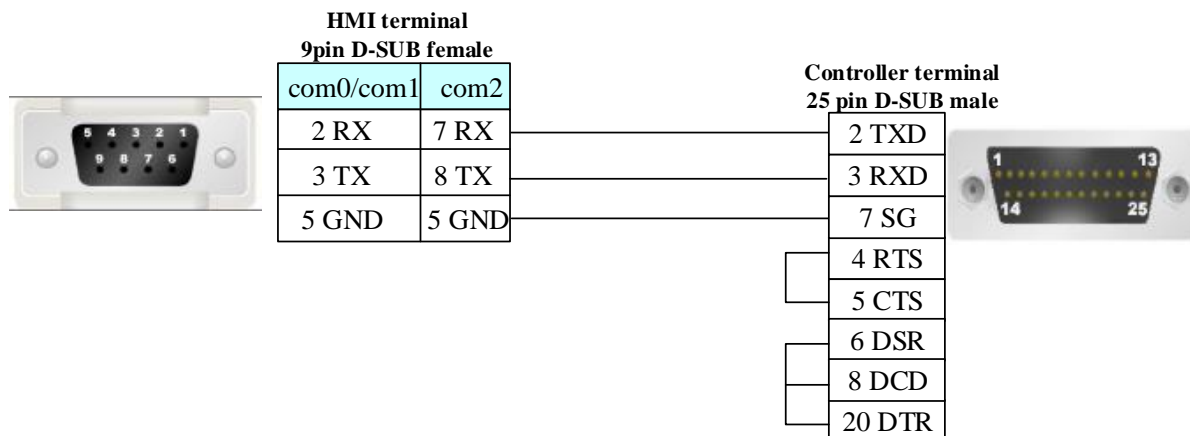 HMI terminal
9pin D-SUB female
com0/com1 com2
2 RX 7 RX
3 TX 8 TX
5 GND 5 GND
5 4 3 2 1
9 8 7 6
Controller terminal
25 pin D-SUB male
2 TXD
3 RXD
7 SG
4 RTS
5 CTS
6 DSR
8 DCD
20 DTR
1 13
14 25